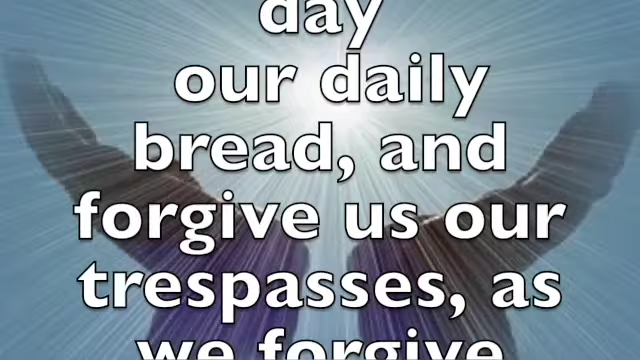 day
our daily
bread, and
forgive us our
trespasses, as
we forgive